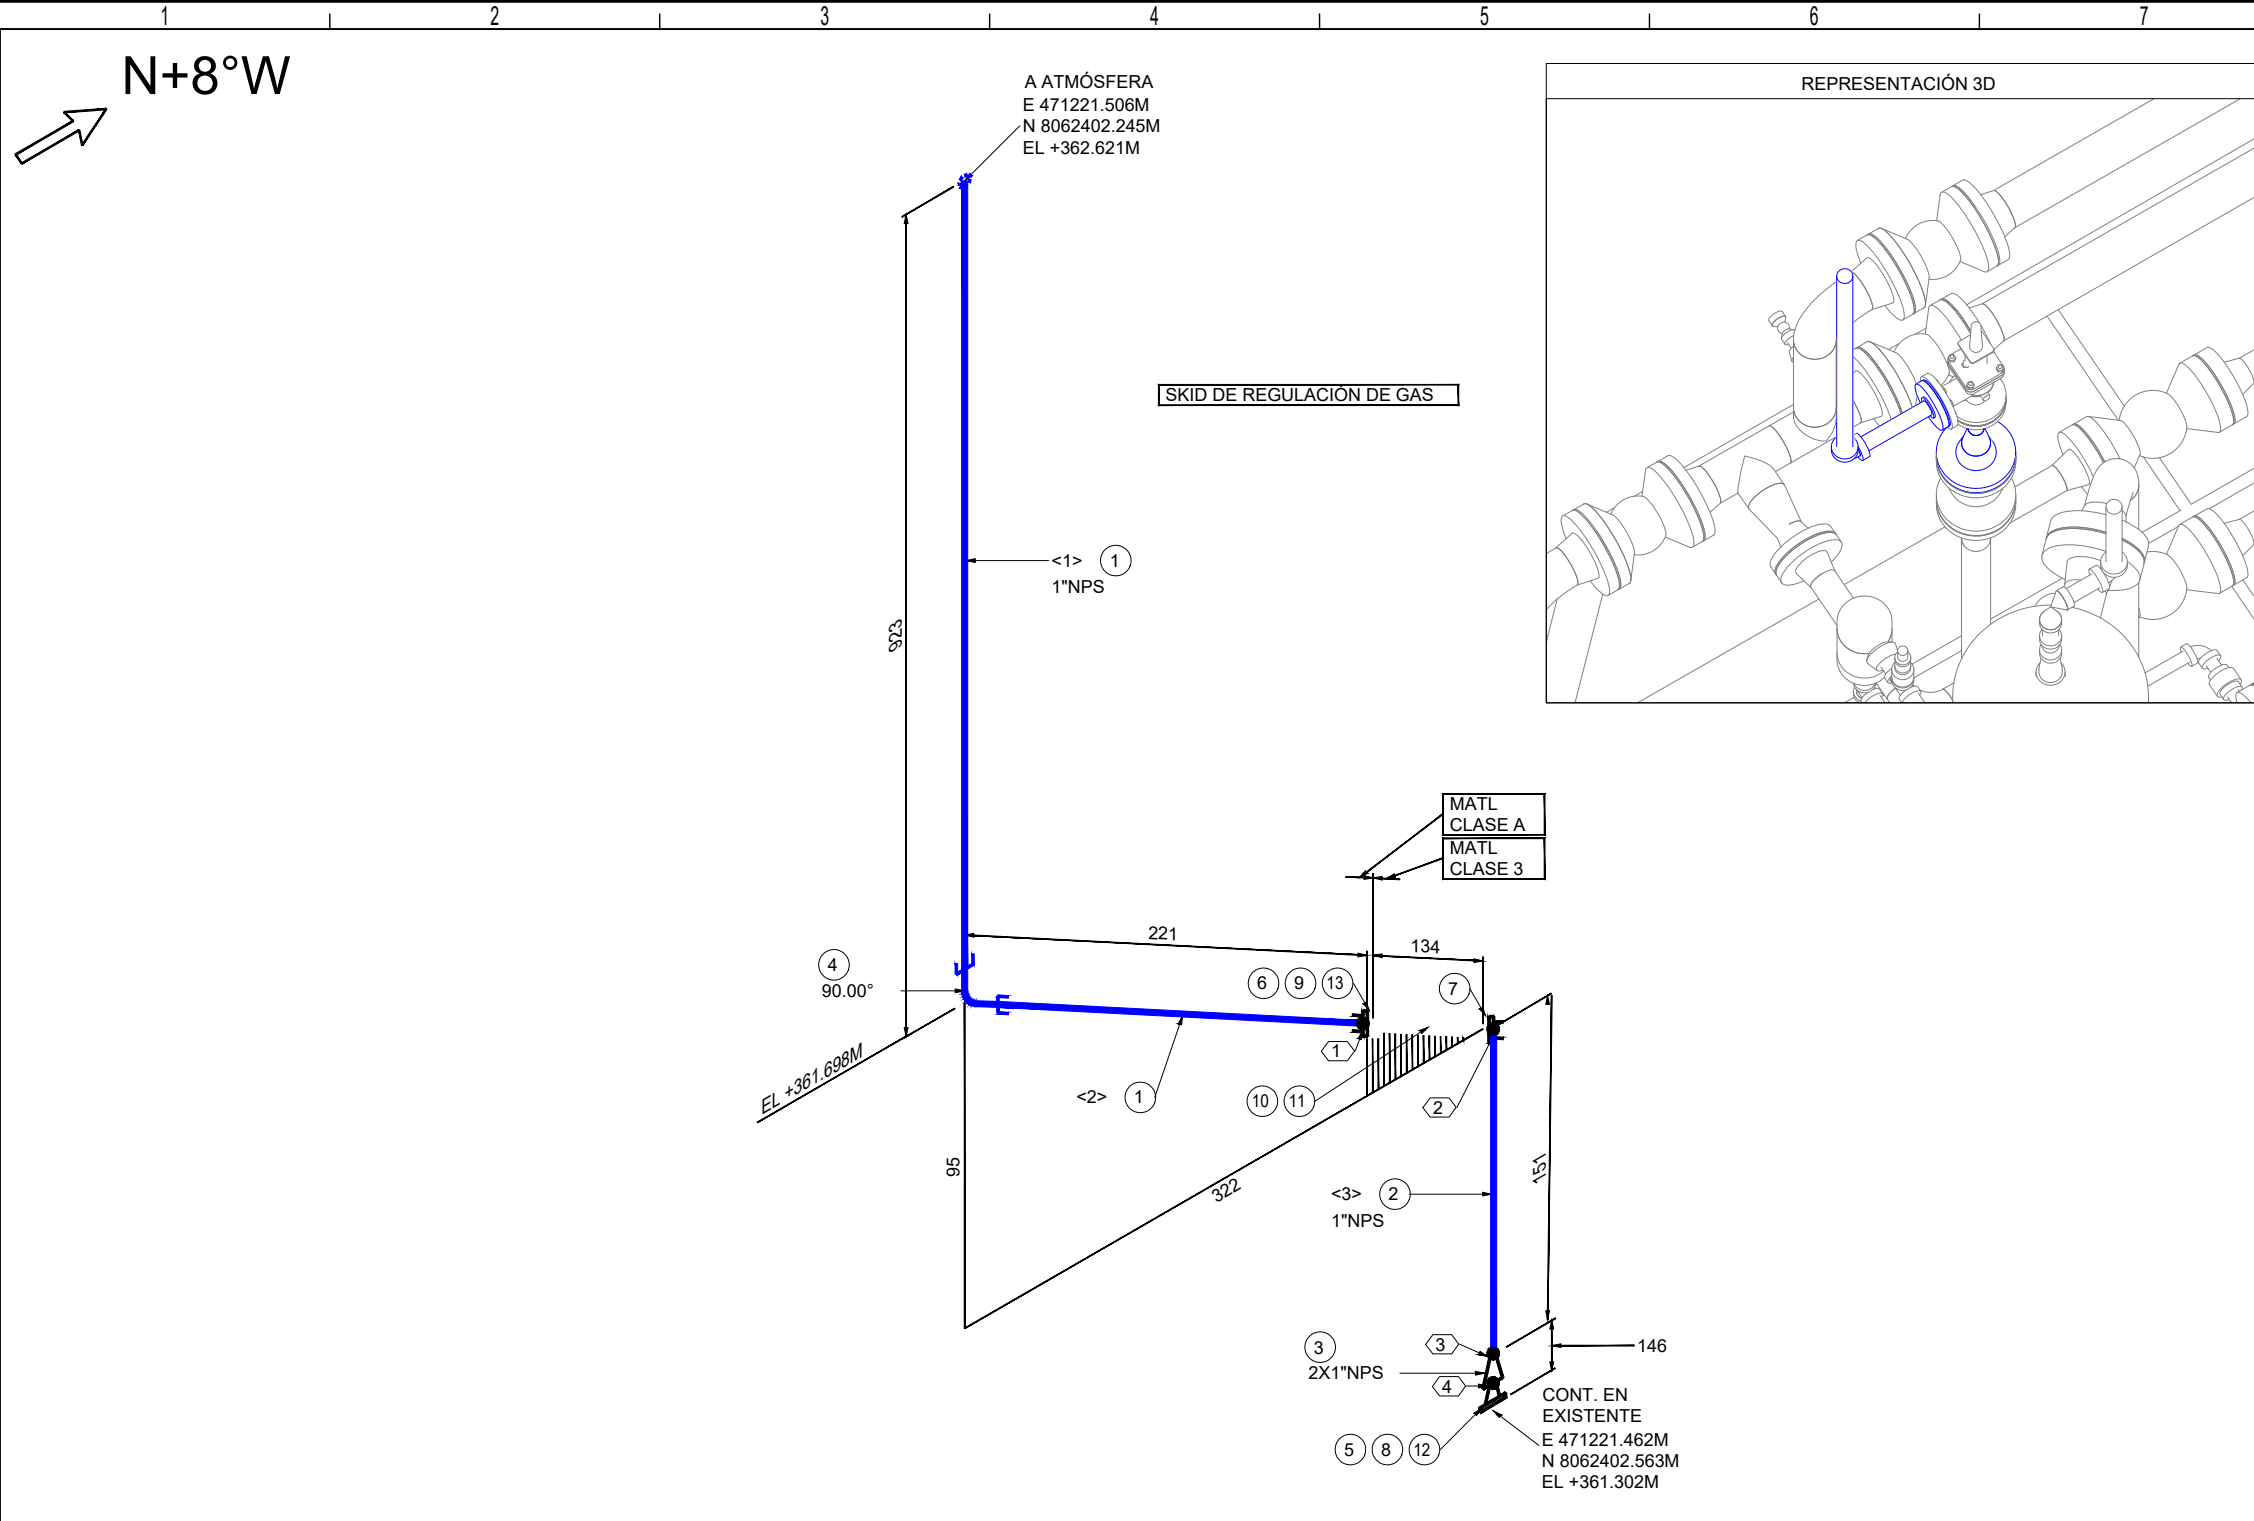 1 2 3 4 5 6 7
N+8°W
A ATMÓSFERA
E 471221.506M
N 8062402.245M
EL +362.621M
REPRESENTACIÓN 3D
SKID DE REGULACIÓN DE GAS
<1> 1
1"NPS
923
MATL
CLASE A
MATL
CLASE 3
221
134
4
90.00°
6 9 13
7
1
EL +361.698M
<2> 1
10 11
2
95
322
151
<3> 2
1"NPS
3
2X1"NPS
3
146
4
CONT. EN
EXISTENTE
E 471221.462M
N 8062402.563M
EL +361.302M
5 8 12